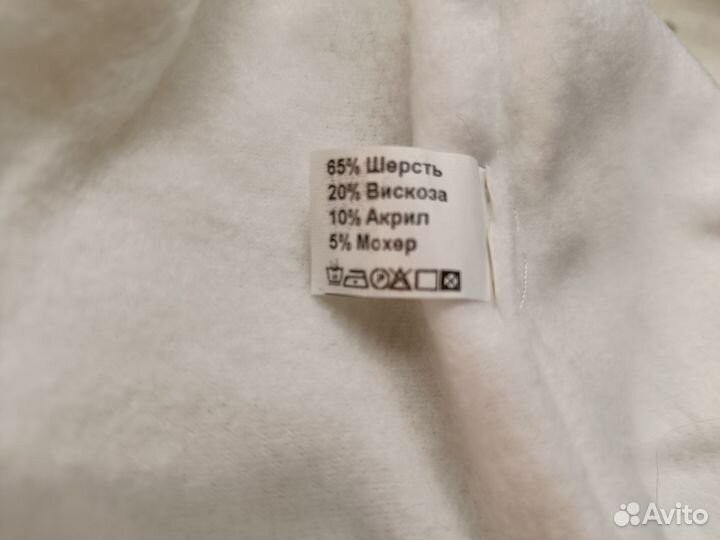 65% Шерсть
20% Вискоза
10% Акрил
5% Мохер
Avito